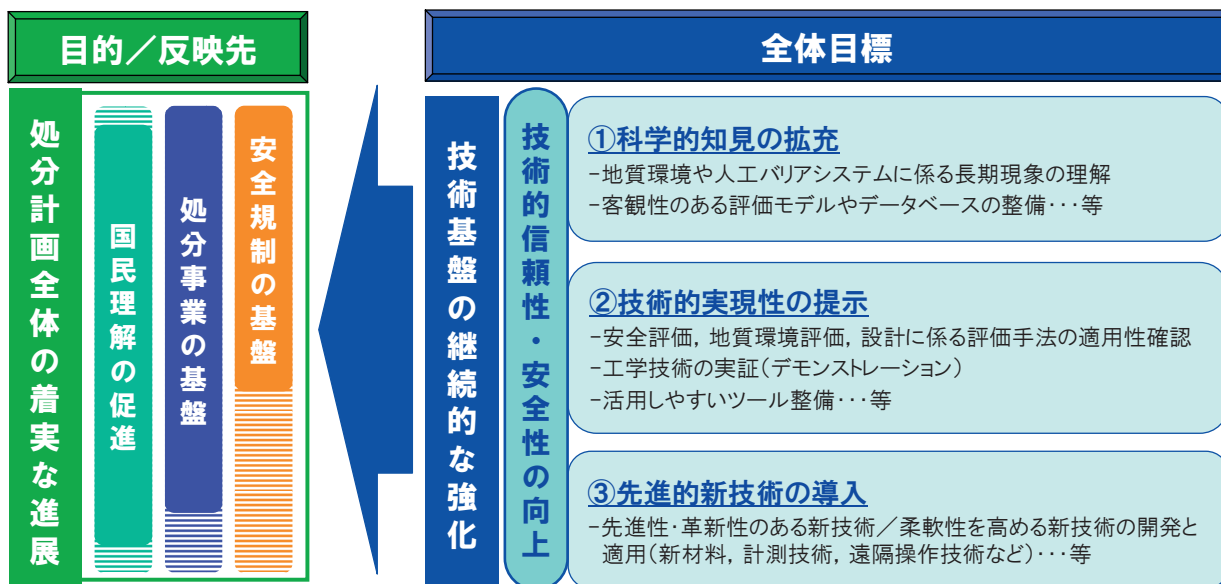 目的／反映先
処分計画全体の着実な進展
国民理解の促進
処分事業の基盤
安全規制の基盤
全体目標
技術基盤の継続的な強化
技術的信頼性・安全性の向上
①科学的知見の拡充
-地質環境や人工バリアシステムに係る長期現象の理解
-客観性のある評価モデルやデータベースの整備･･･等
②技術的実現性の提示
-安全評価, 地質環境評価, 設計に係る評価手法の適用性確認
-工学技術の実証(デモンストレーション)
-活用しやすいツール整備･･･等
③先進的新技術の導入
-先進性･革新性のある新技術／柔軟性を高める新技術の開発と
適用(新材料, 計測技術, 遠隔操作技術など)･･･等